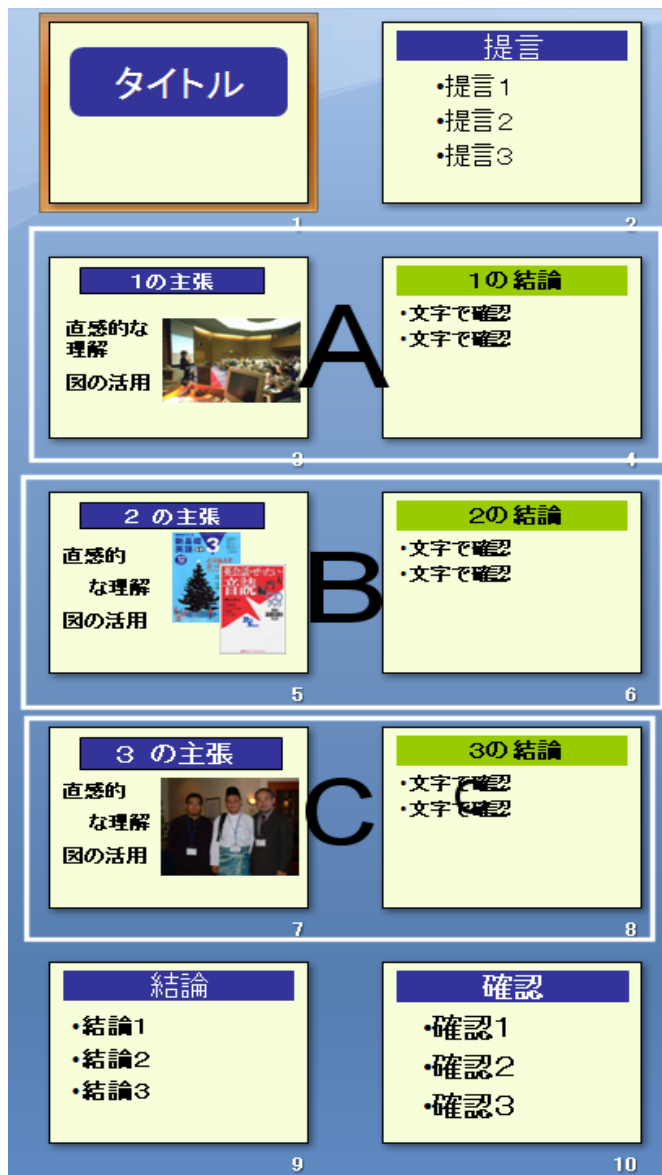 タイトル
1
提言
・提言1
・提言2
・提言3
2
1の主張
直感的な
理解
図の活用
3
A
1の結論
・文字で確認
・文字で確認
4
2 の主張
直感的
な理解
図の活用
3
音読
5
B
2の結論
・文字で確認
・文字で確認
6
3 の主張
直感的
な理解
図の活用
7
C
3の結論
・文字で確認
・文字で確認
C
8
結論
・結論1
・結論2
・結論3
9
確認
・確認1
・確認2
・確認3
10